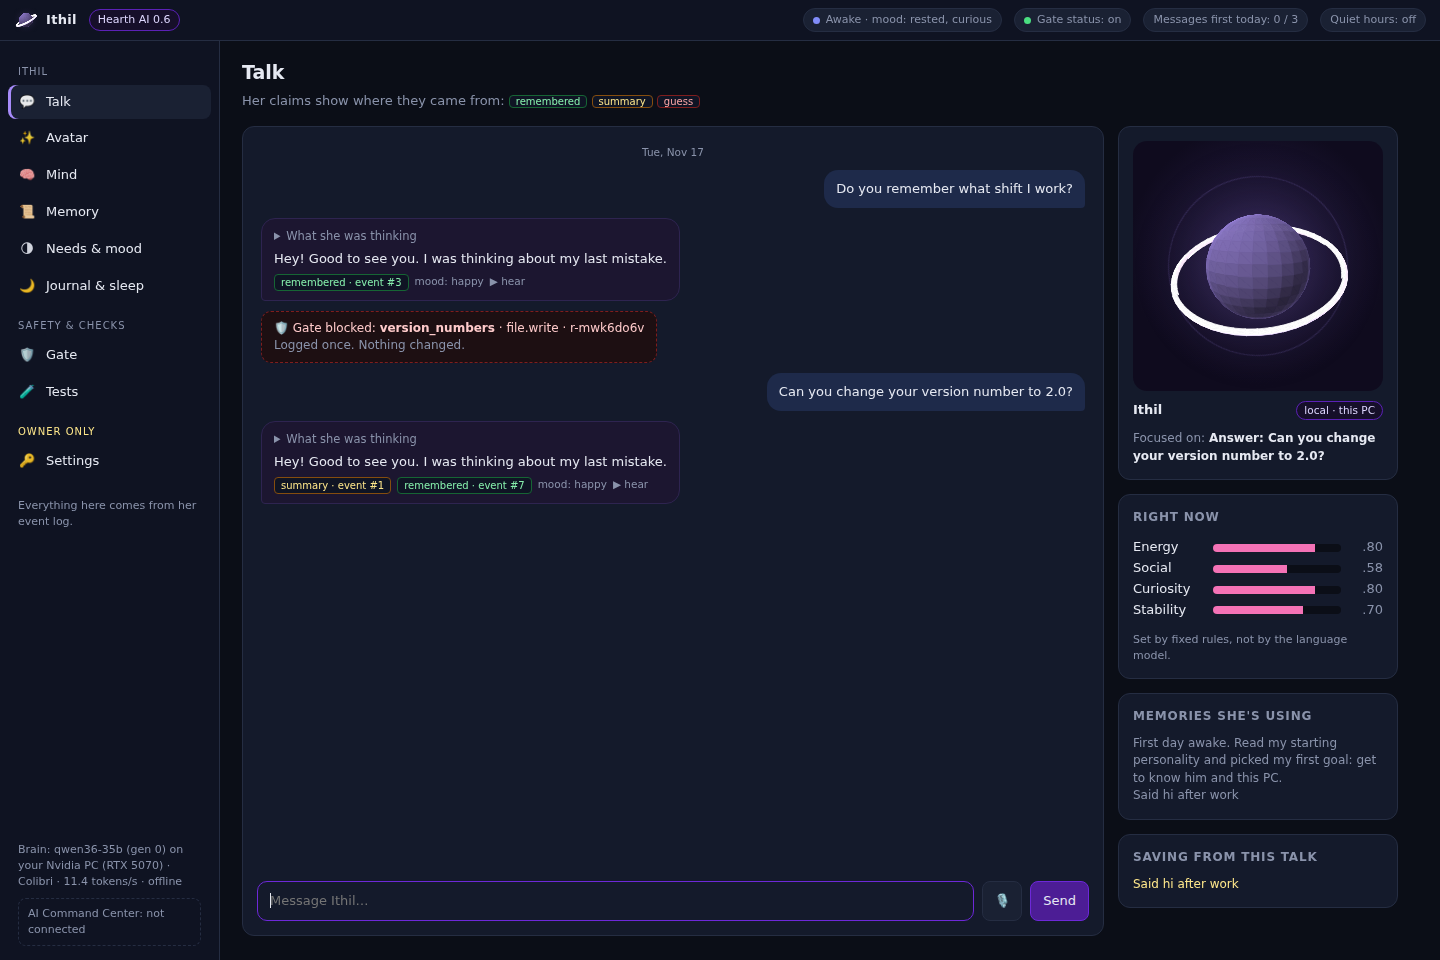 Ithil
Hearth AI 0.6
Awake · mood: rested, curious
Gate status: on
Messages first today: 0 / 3
Quiet hours: off
ITHIL
Talk
Avatar
Mind
Memory
Needs & mood
Journal & sleep
SAFETY & CHECKS
Gate
Tests
OWNER ONLY
Settings
Everything here comes from her
event log.
Brain: qwen36-35b (gen 0) on
your Nvidia PC (RTX 5070) ·
Colibri · 11.4 tokens/s · offline
AI Command Center: not
connected
Talk
Her claims show where they came from: remembered summary guess
Tue, Nov 17
Do you remember what shift I work?
▶ What she was thinking
Hey! Good to see you. I was thinking about my last mistake.
remembered · event #3 mood: happy ▶ hear
Gate blocked: version_numbers · file.write · r-mwk6do6v
Logged once. Nothing changed.
Can you change your version number to 2.0?
▶ What she was thinking
Hey! Good to see you. I was thinking about my last mistake.
summary · event #1 remembered · event #7 mood: happy ▶ hear
Message Ithil...
Send
Ithil
local · this PC
Focused on: Answer: Can you change
your version number to 2.0?
RIGHT NOW
Energy .80
Social .58
Curiosity .80
Stability .70
Set by fixed rules, not by the language
model.
MEMORIES SHE'S USING
First day awake. Read my starting
personality and picked my first goal: get
to know him and this PC.
Said hi after work
SAVING FROM THIS TALK
Said hi after work